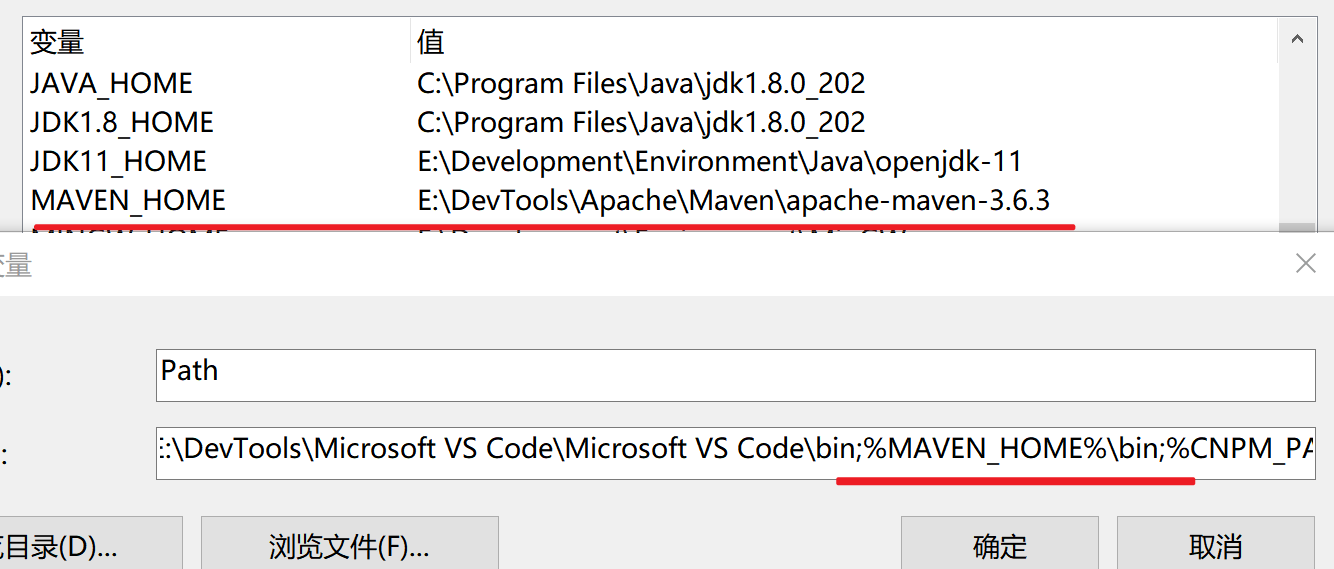 变量 值
JAVA_HOME C:\Program Files\Java\jdk1.8.0_202
JDK1.8_HOME C:\Program Files\Java\jdk1.8.0_202
JDK11_HOME E:\Development\Environment\Java\openjdk-11
MAVEN_HOME E:\DevTools\Apache\Maven\apache-maven-3.6.3
量
): Path
: E:\DevTools\Microsoft VS Code\Microsoft VS Code\bin;%MAVEN_HOME%\bin;%CNPM_PA
目录(D)... 浏览文件(F)... 确定 取消